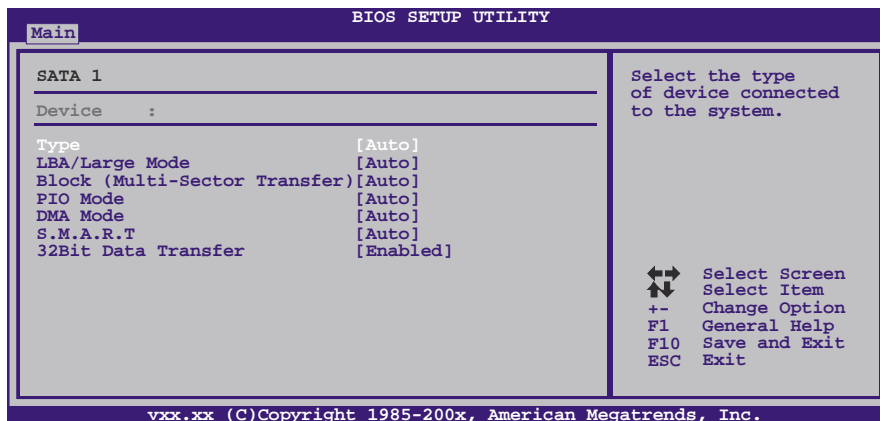 BIOS SETUP UTILITY
Main
SATA 1
Device :
Type [Auto]
LBA/Large Mode [Auto]
Block (Multi-Sector Transfer)[Auto]
PIO Mode [Auto]
DMA Mode [Auto]
S.M.A.R.T [Auto]
32Bit Data Transfer [Enabled]
Select the type
of device connected
to the system.
Select Screen
Select Item
+- Change Option
F1 General Help
F10 Save and Exit
ESC Exit
vxx.xx (C)Copyright 1985-200x, American Megatrends, Inc.